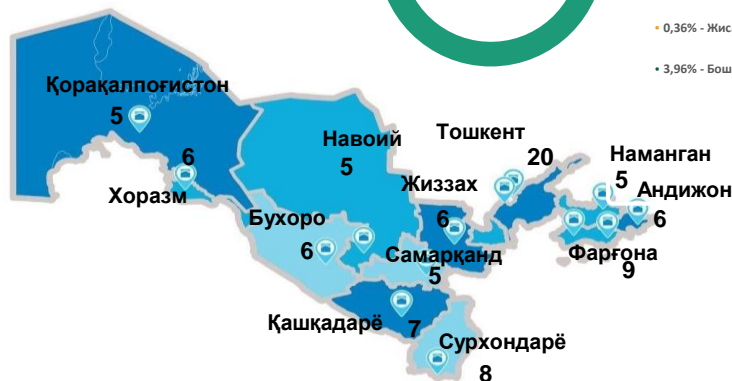 • 0,36% - Жис
• 3,96% - Бош
Қорақалпоғистон
5
Навоий
5
Тошкент
20
Наманган
5
Андижон
6
6
Хоразм
Жиззах
6
Бухоро
6
Самарқанд
5
Фарғона
9
Қашқадарё
7
Сурхондарё
8